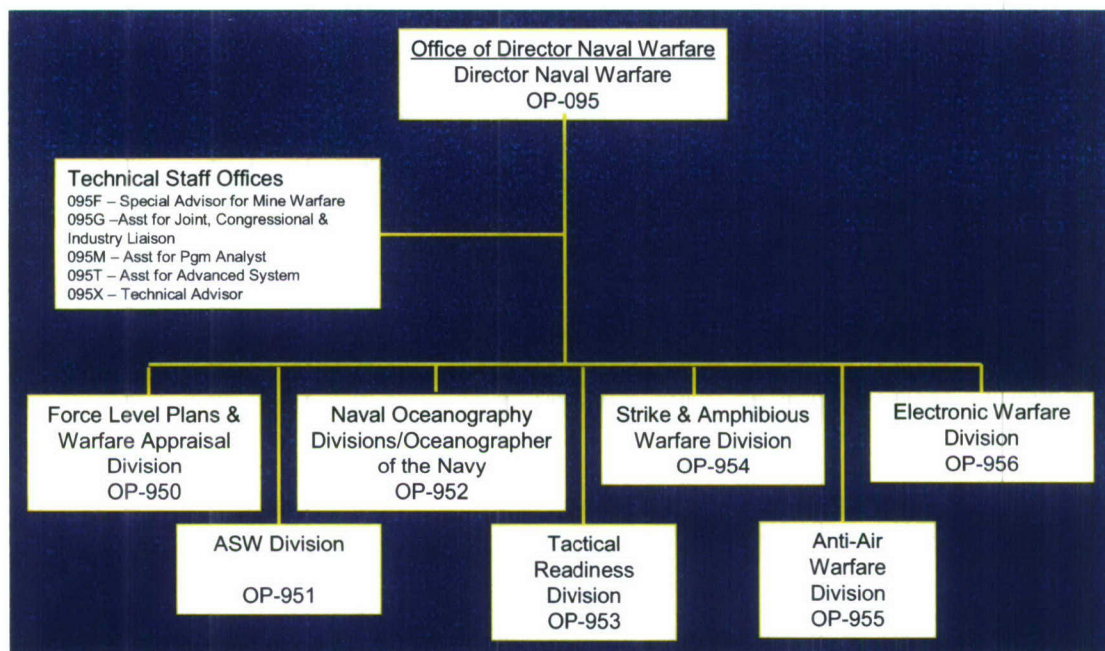 Office of Director Naval Warfare
Director Naval Warfare
OP-095
Technical Staff Offices
095F – Special Advisor for Mine Warfare
095G –Asst for Joint, Congressional &
Industry Liaison
095M – Asst for Pgm Analyst
095T – Asst for Advanced System
095X – Technical Advisor
Force Level Plans &
Warfare Appraisal
Division
OP-950
Naval Oceanography
Divisions/Oceanographer
of the Navy
OP-952
Strike & Amphibious
Warfare Division
OP-954
Electronic Warfare
Division
OP-956
ASW Division
OP-951
Tactical
Readiness
Division
OP-953
Anti-Air
Warfare
Division
OP-955